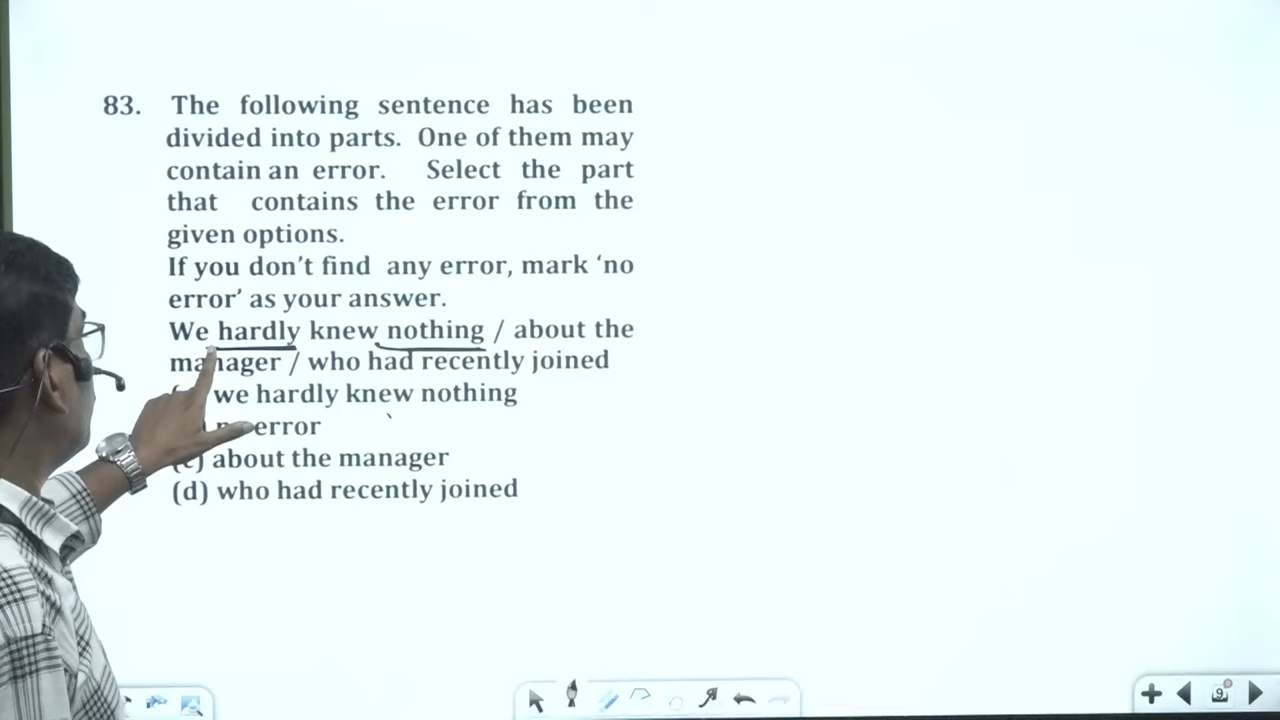 83. The following sentence has been
divided into parts. One of them may
contain an error. Select the part
that contains the error from the
given options.
If you don't find any error, mark 'no
error' as your answer.
We hardly knew nothing / about the
manager / who had recently joined
we hardly knew nothing
error
(c) about the manager
(d) who had recently joined
9